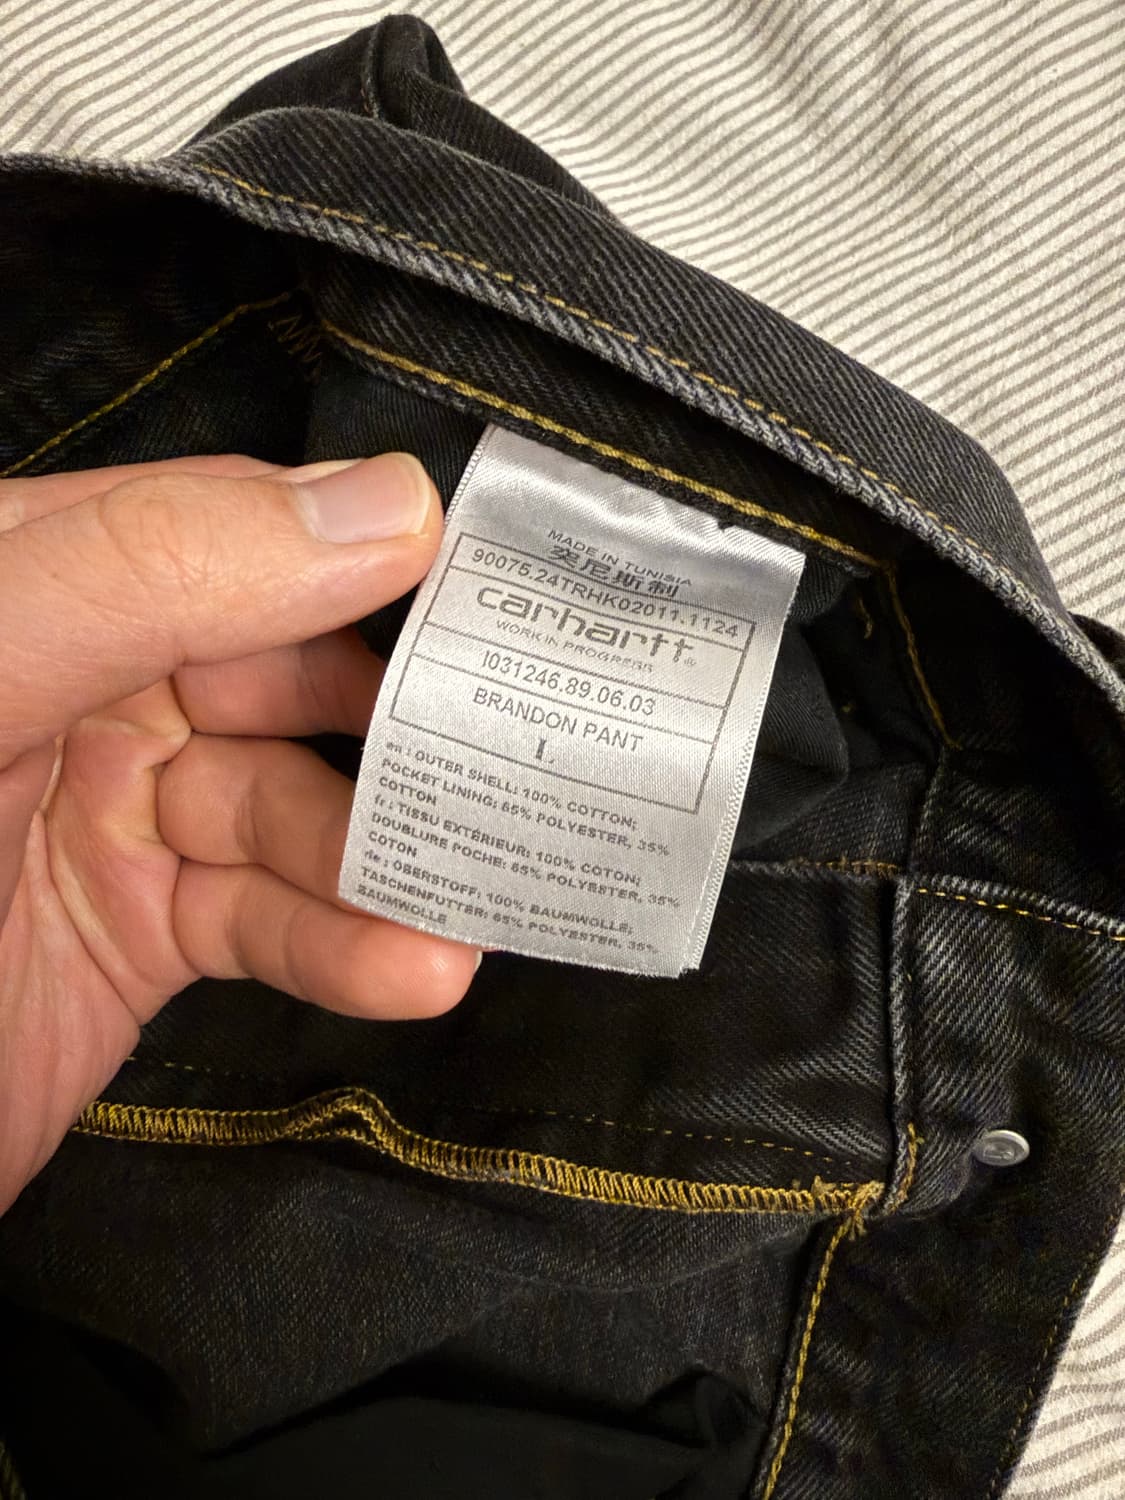 MADE IN TUNISIA
突尼斯制
90075.24TRHK02011.1124
carhartt®
WORK IN PROGRESS
I031246.89.06.03
BRANDON PANT
L
en : OUTER SHELL: 100% COTTON;
POCKET LINING: 65% POLYESTER, 35%
COTTON
fr : TISSU EXTÉRIEUR: 100% COTON;
DOUBLURE POCHE: 65% POLYESTER, 35%
COTON
de : OBERSTOFF: 100% BAUMWOLLE;
TASCHENFUTTER: 65% POLYESTER, 35%
BAUMWOLLE